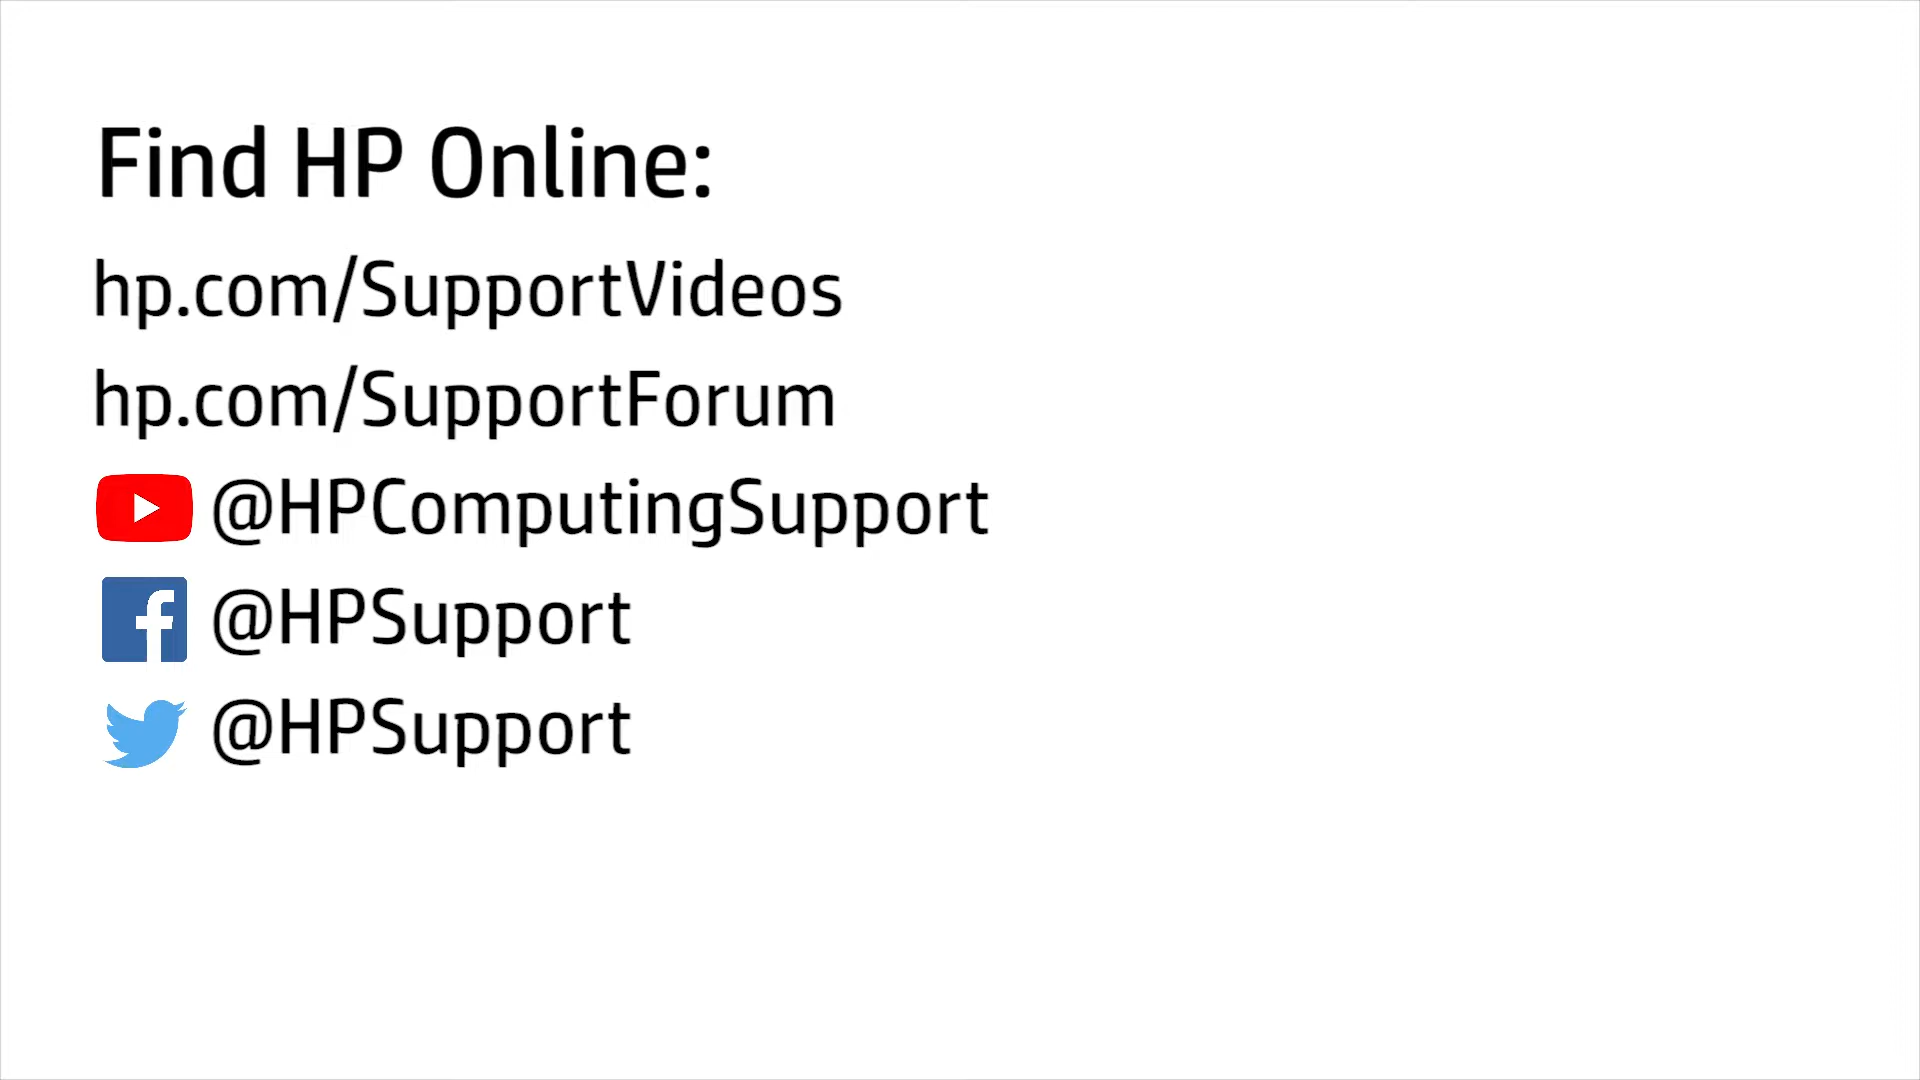 Find HP Online:
hp.com/SupportVideos
hp.com/SupportForum
@HPComputingSupport
@HPSupport
@HPSupport